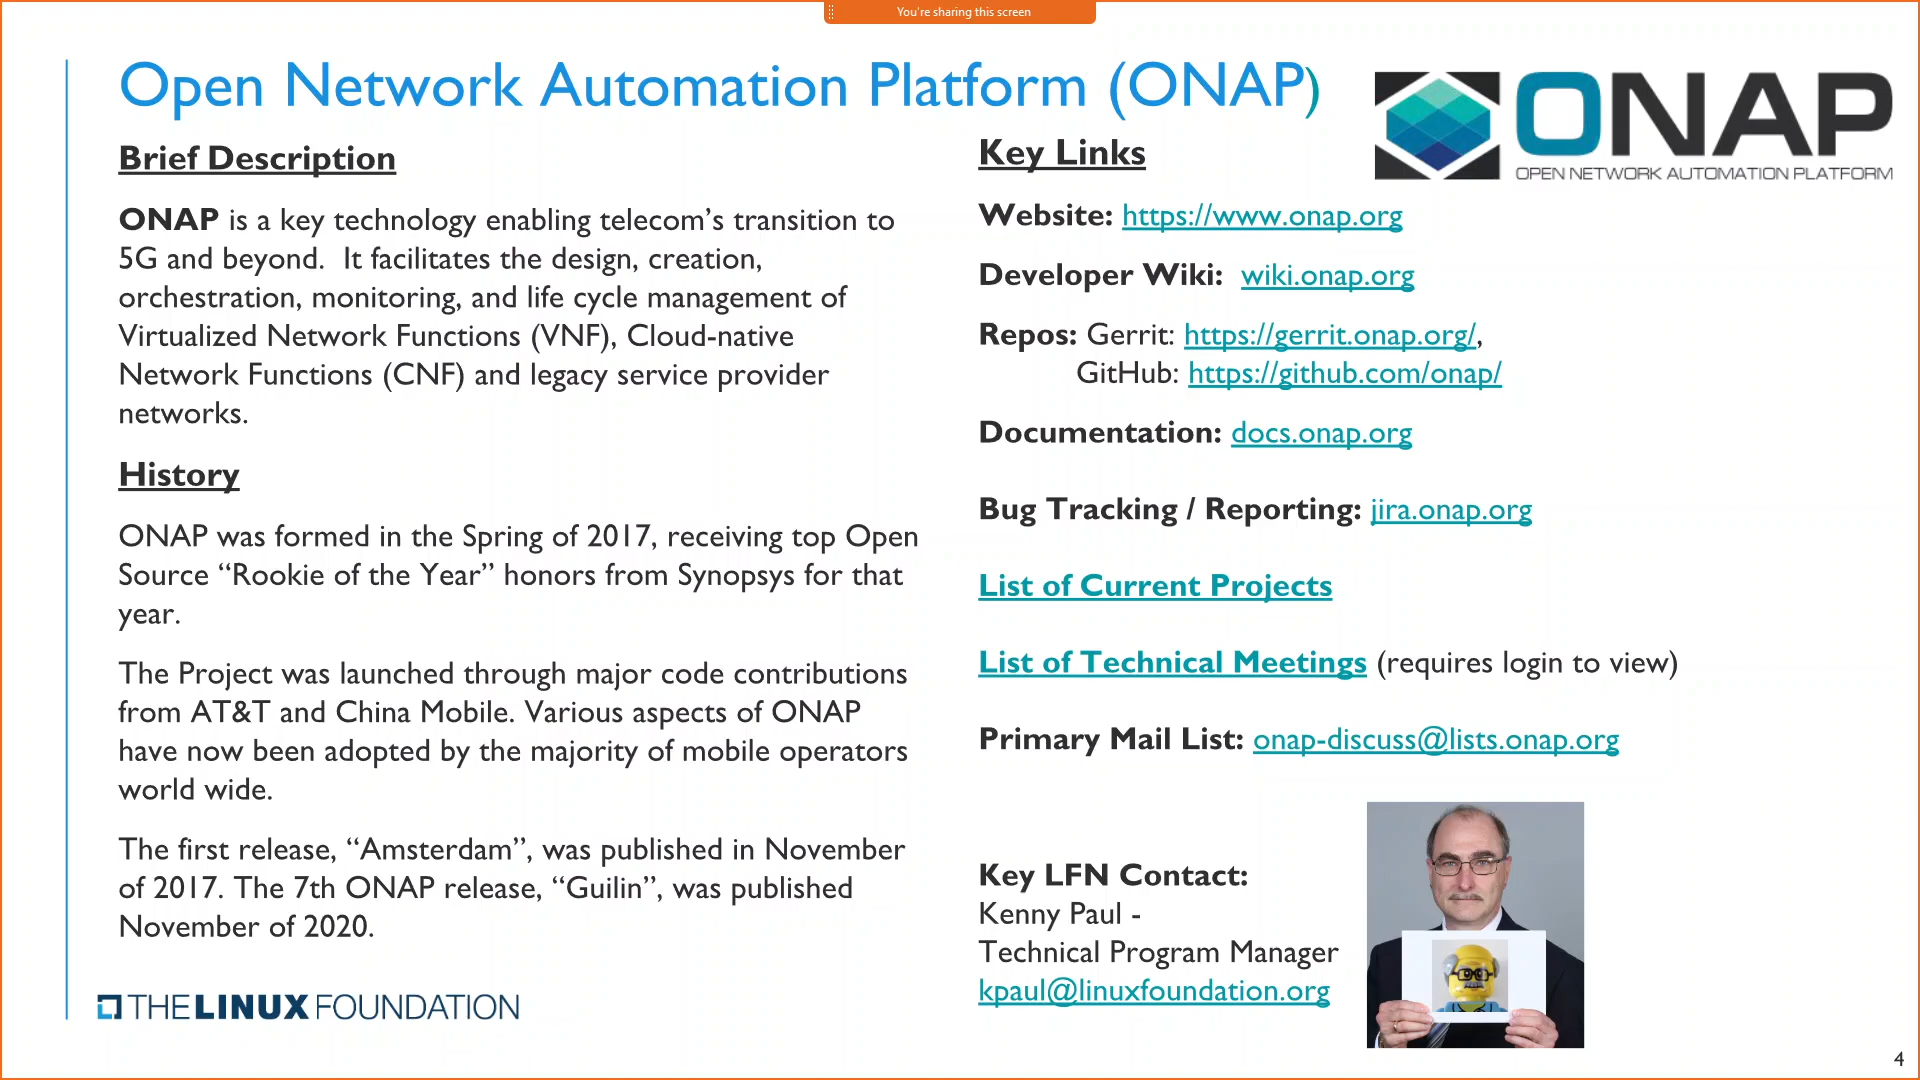 You're sharing this screen
Open Network Automation Platform (ONAP)
ONAP
OPEN NETWORK AUTOMATION PLATFORM
Brief Description
ONAP is a key technology enabling telecom’s transition to
5G and beyond.  It facilitates the design, creation,
orchestration, monitoring, and life cycle management of
Virtualized Network Functions (VNF), Cloud-native
Network Functions (CNF) and legacy service provider
networks.
History
ONAP was formed in the Spring of 2017, receiving top Open
Source “Rookie of the Year” honors from Synopsys for that
year.
The Project was launched through major code contributions
from AT&T and China Mobile. Various aspects of ONAP
have now been adopted by the majority of mobile operators
world wide.
The first release, “Amsterdam”, was published in November
of 2017. The 7th ONAP release, “Guilin”, was published
November of 2020.
Key Links
Website: https://www.onap.org
Developer Wiki:  wiki.onap.org
Repos: Gerrit: https://gerrit.onap.org/,
GitHub: https://github.com/onap/
Documentation: docs.onap.org
Bug Tracking / Reporting: jira.onap.org
List of Current Projects
List of Technical Meetings (requires login to view)
Primary Mail List: onap-discuss@lists.onap.org
Key LFN Contact:
Kenny Paul -
Technical Program Manager
kpaul@linuxfoundation.org
THE LINUX FOUNDATION
4